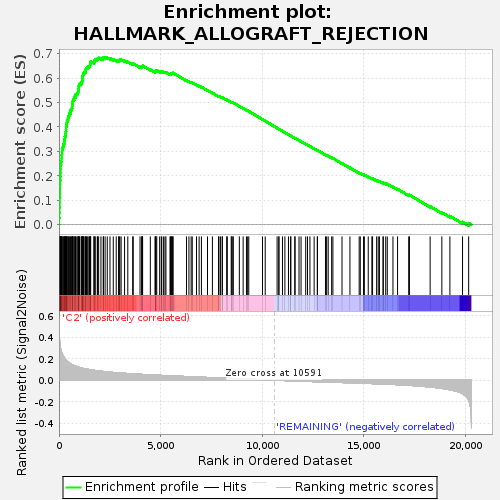 Enrichment plot:
HALLMARK_ALLOGRAFT_REJECTION
Enrichment score (ES)
0.7
0.6
0.5
0.4
0.3
0.2
0.1
0.0
Ranked list metric (Signal2Noise)
0.6
0.4
0.2
0.0
-0.2
-0.4
'C2' (positively correlated)
Zero cross at 10591
'REMAINING' (negatively correlated)
0
5,000
10,000
15,000
20,000
Rank in Ordered Dataset
Enrichment profile
Hits
Ranking metric scores